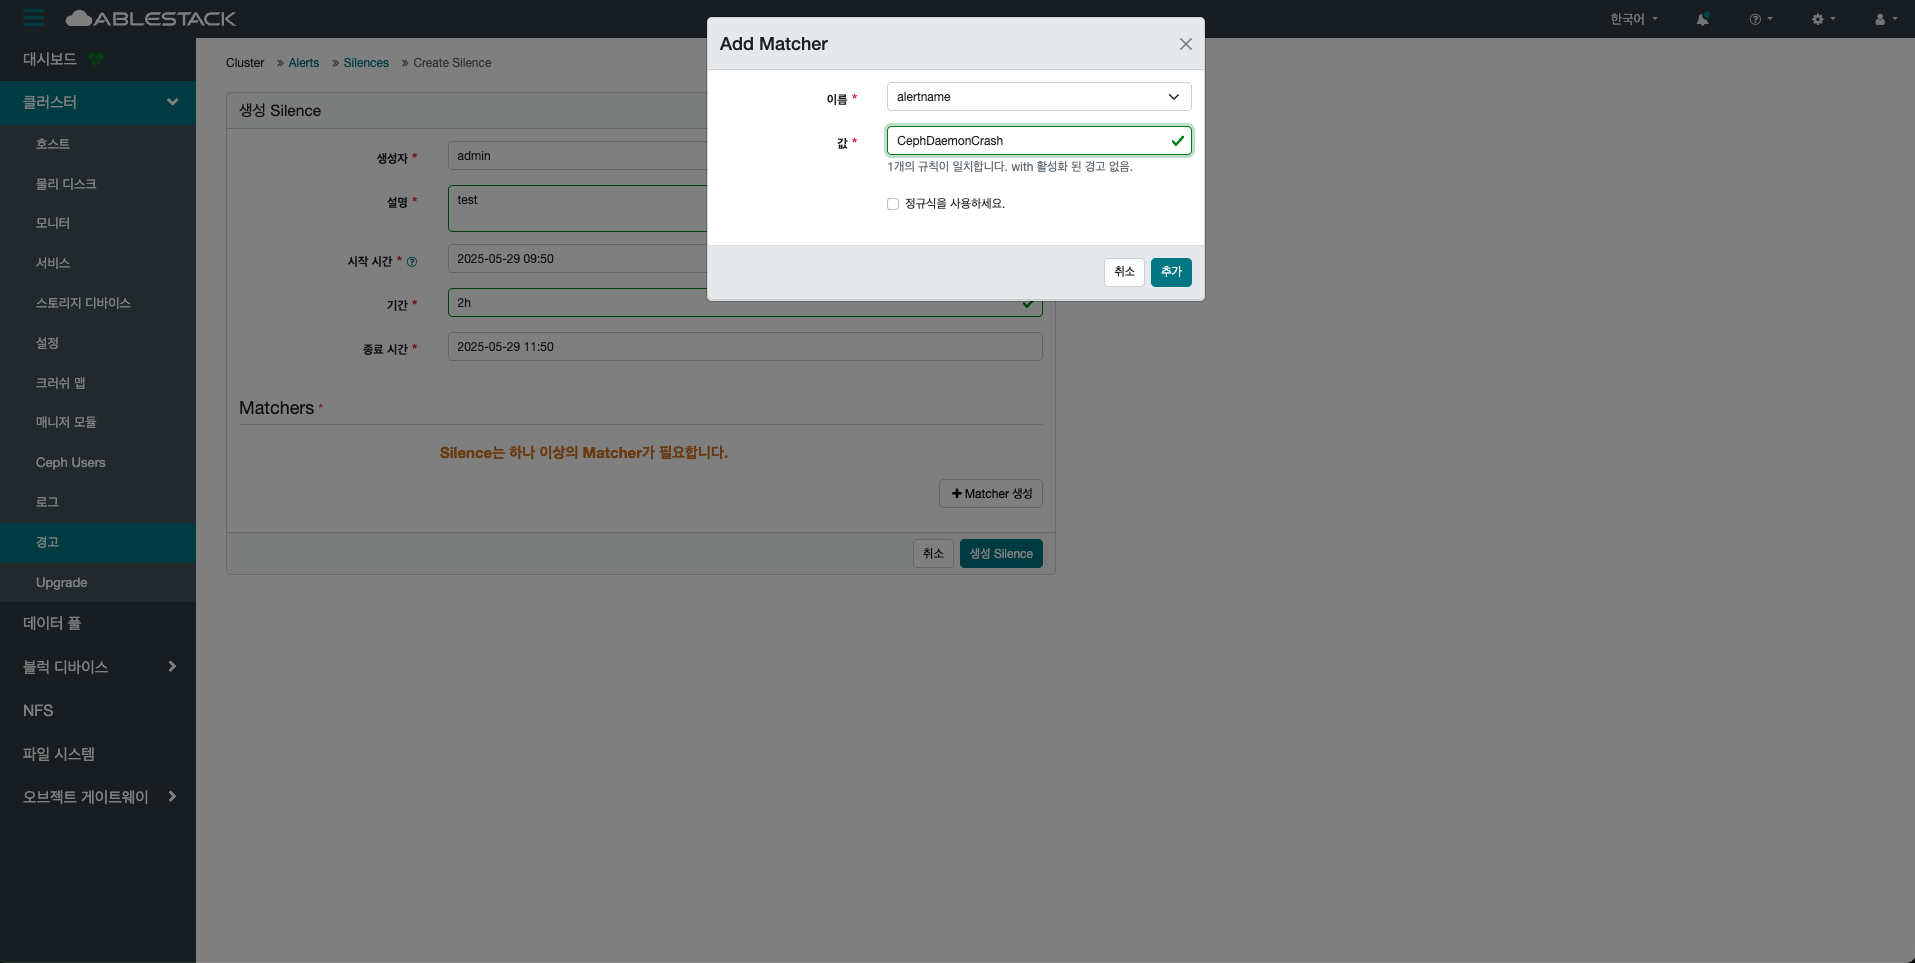 ABLESTACK
한국어
대시보드
클러스터
호스트
물리 디스크
모니터
서비스
스토리지 디바이스
설정
크러쉬 맵
매니저 모듈
Ceph Users
로그
경고
Upgrade
데이터 풀
블럭 디바이스
NFS
파일 시스템
오브젝트 게이트웨이
Cluster » Alerts » Silences » Create Silence
생성 Silence
생성자 * admin
설명 * test
시작 시간 * 2025-05-29 09:50
기간 * 2h
종료 시간 * 2025-05-29 11:50
Matchers *
Silence는 하나 이상의 Matcher가 필요합니다.
Matcher 생성
취소 생성 Silence
Add Matcher
이름 * alertname
값 * CephDaemonCrash
1개의 규칙이 일치합니다. with 활성화 된 경고 없음.
정규식을 사용하세요.
취소 추가